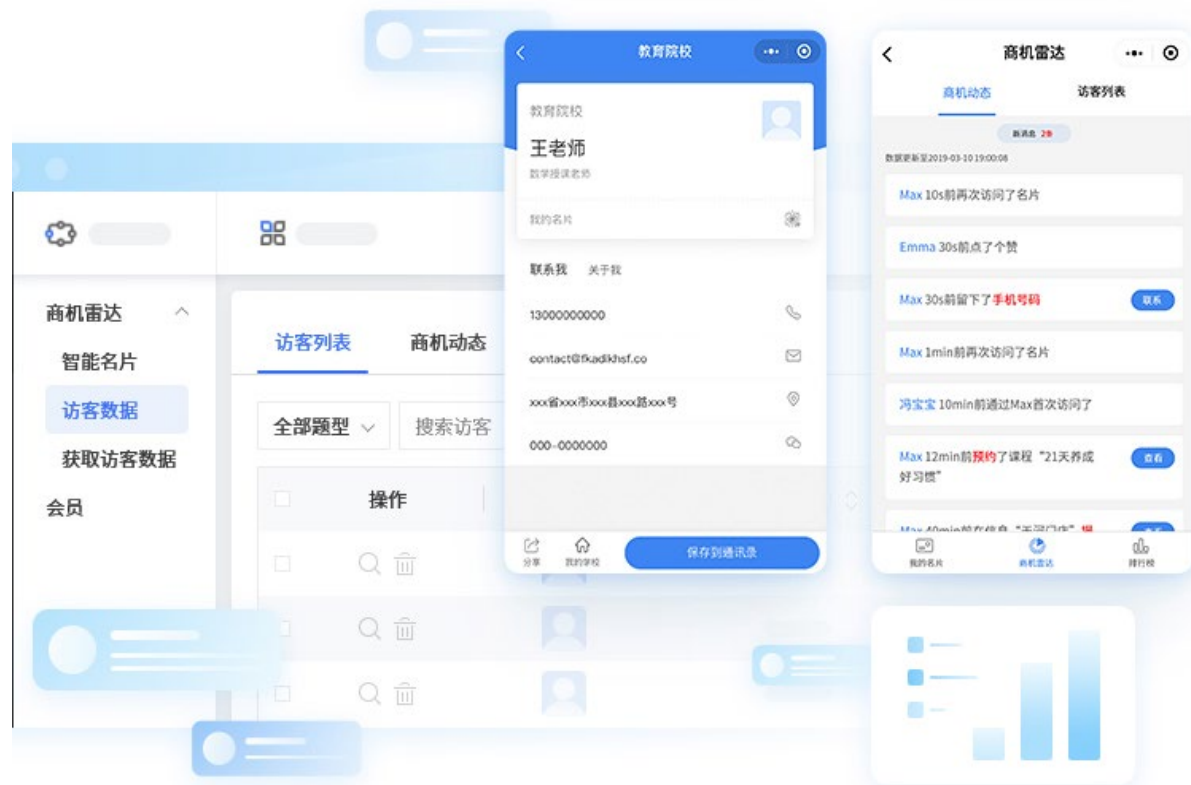 商机雷达
智能名片
访客数据
获取访客数据
会员
访客列表
商机动态
全部题型
搜索访客
操作
教育院校
教育院校
王老师
数学授课老师
我的名片
联系我
关于我
13000000000
contact@fkadikhsf.co
xxx省xxx市xxx县xxx路xxx号
000-0000000
分享
我的学校
保存到通讯录
商机雷达
商机动态
访客列表
新消息 29
数据更新至2019-03-10 19:00:08
Max 10s前再次访问了名片
Emma 30s前点了个赞
Max 30s前留下了手机号码
联系
Max 1min前再次访问了名片
冯宝宝 10min前通过Max首次访问了
Max 12min前预约了课程“21天养成
好习惯”
查看
我的名片
商机雷达
排行榜